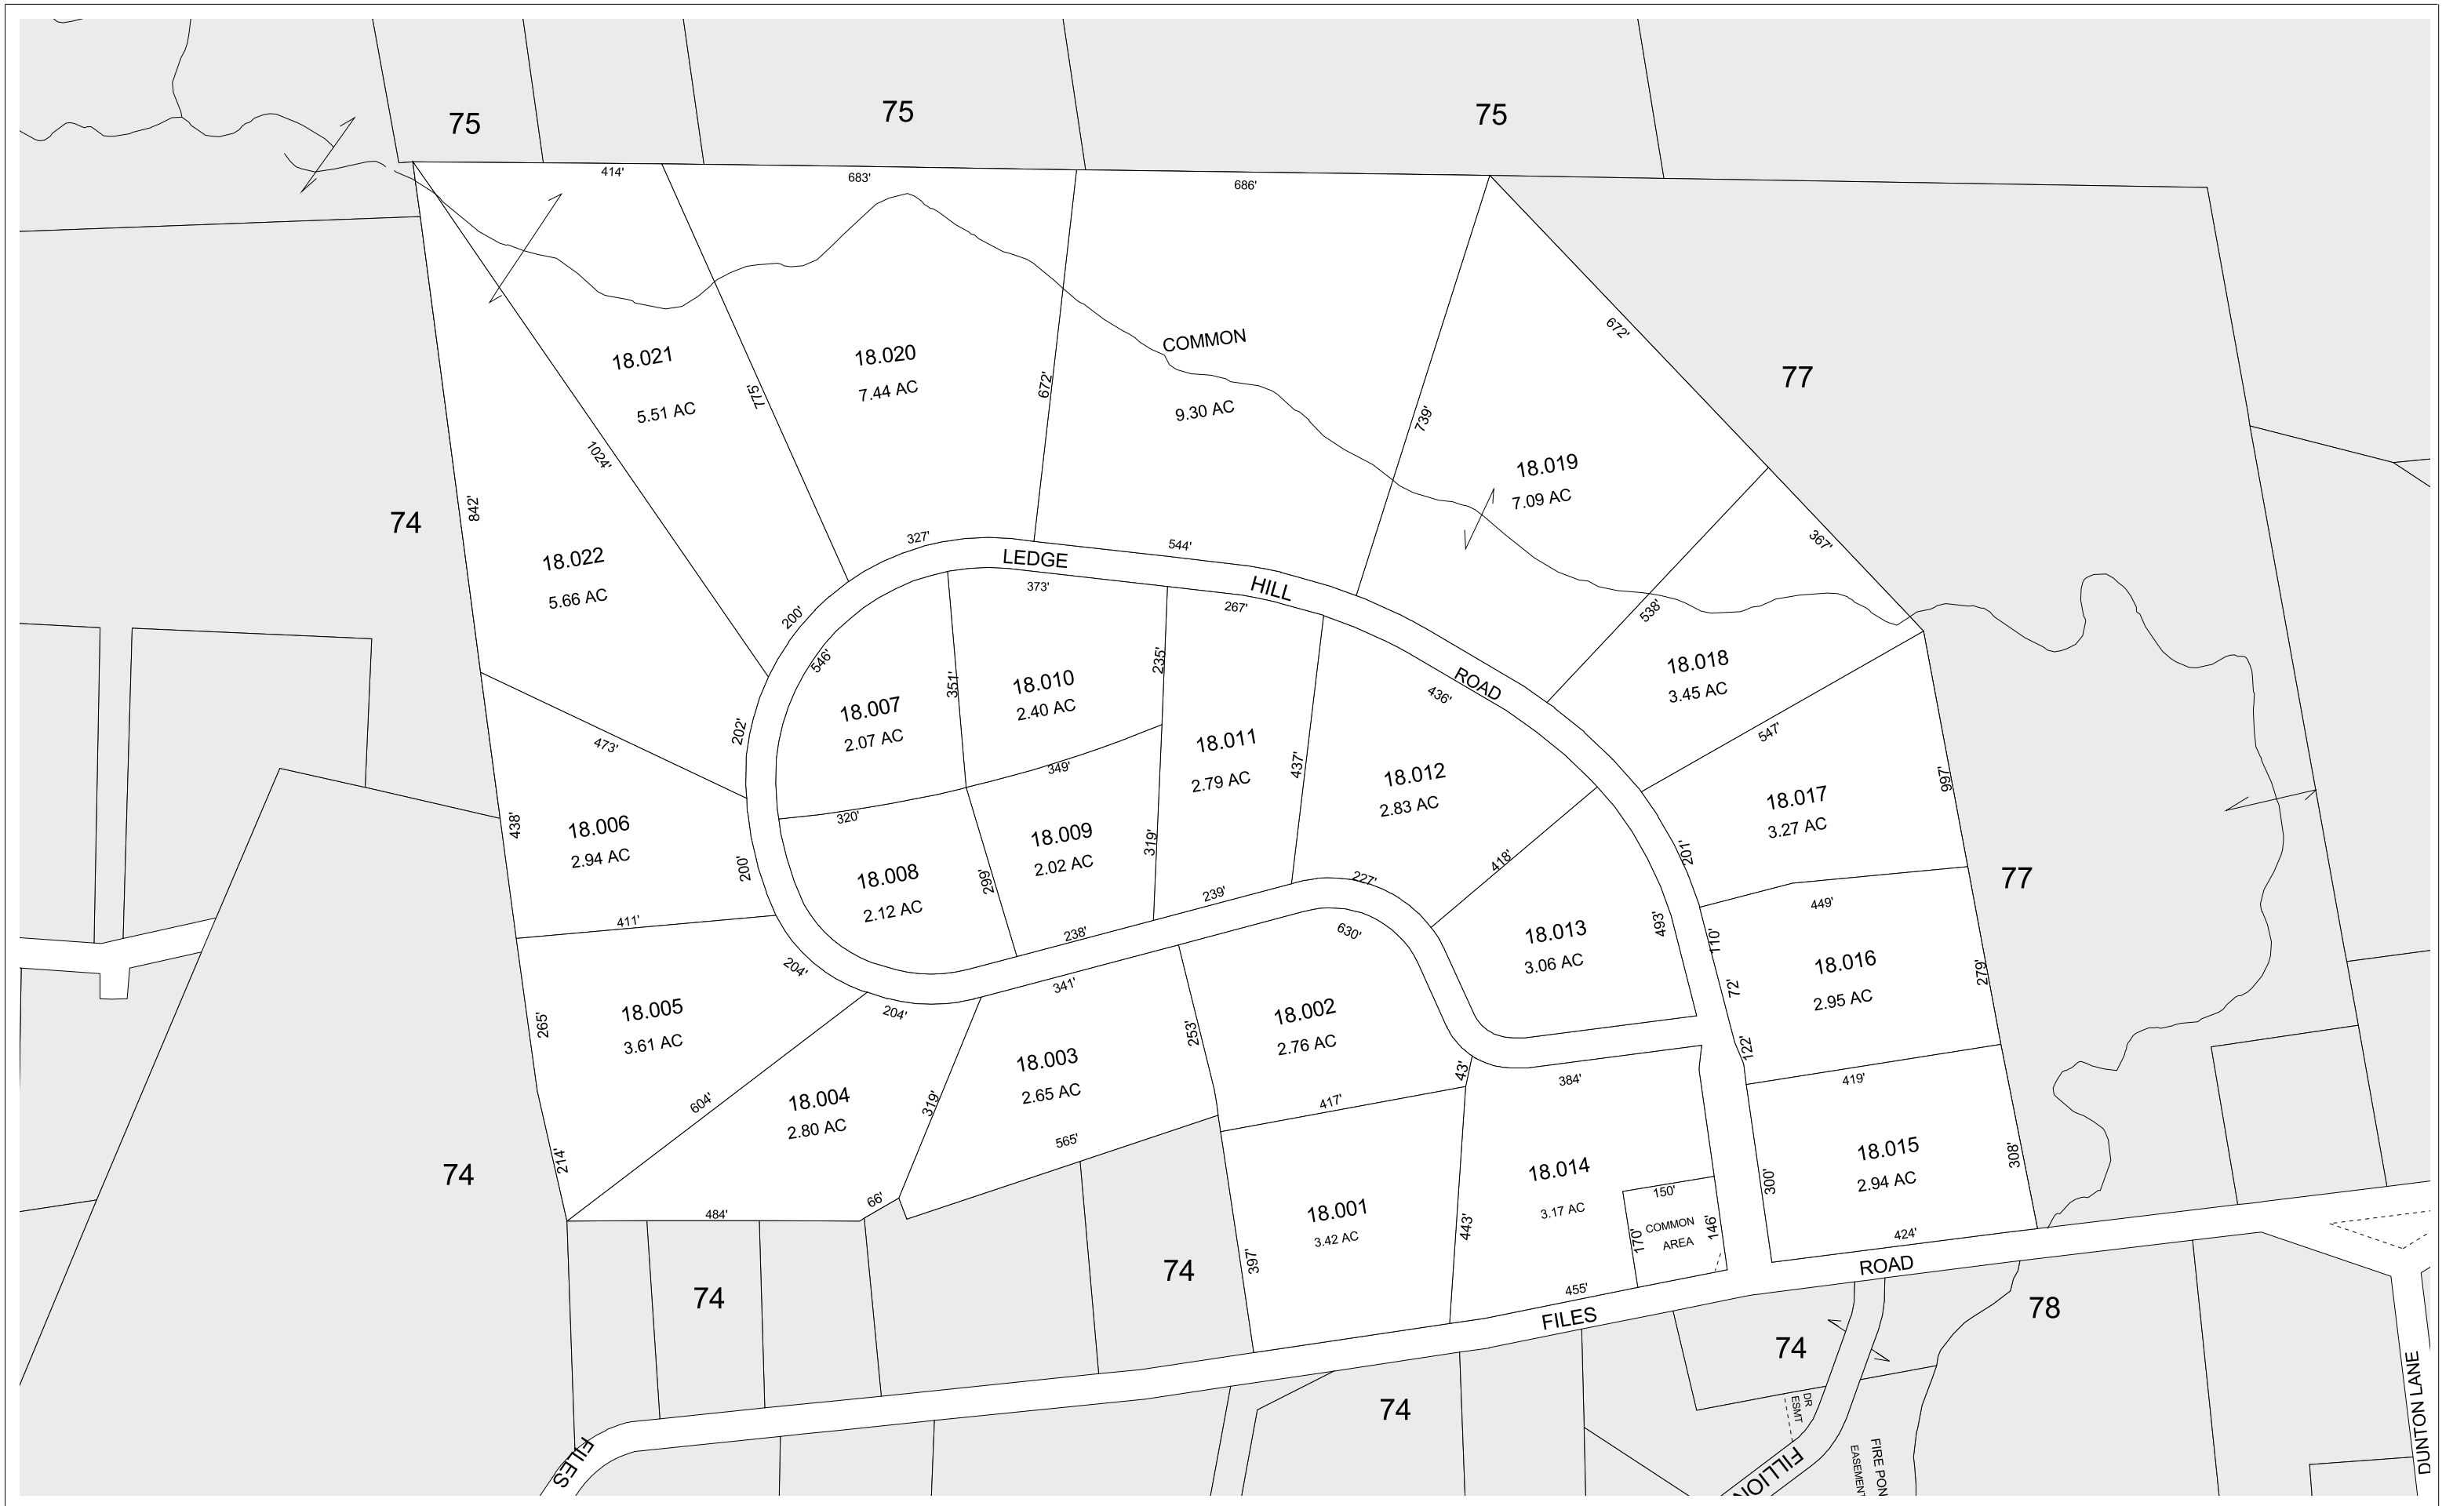 75
75
75
414'
683'
686'
672'
COMMON
18.021
18.020
5.51 AC
7.44 AC
775'
672'
9.30 AC
739'
77
1024'
18.019
7.09 AC
842'
74
18.022
5.66 AC
327'
LEDGE
544'
HILL
367'
373'
267'
538'
200'
546'
351'
235'
18.018
3.45 AC
18.010
2.40 AC
ROAD
436'
18.007
2.07 AC
202'
473'
18.011
2.79 AC
547'
349'
437'
18.012
2.83 AC
18.017
3.27 AC
997'
438'
18.006
2.94 AC
320'
18.009
2.02 AC
319'
200'
18.008
2.12 AC
299'
418'
201'
77
227'
239'
449'
411'
238'
630'
18.013
3.06 AC
493'
110'
204'
341'
18.016
2.95 AC
279'
72'
18.005
3.61 AC
265'
204'
253'
18.002
2.76 AC
122'
18.003
2.65 AC
43'
384'
419'
604'
319'
18.004
2.80 AC
417'
565'
214'
74
18.014
3.17 AC
300'
18.015
2.94 AC
308'
66'
484'
150'
18.001
3.42 AC
443'
170'
COMMON
AREA
146'
424'
397'
74
74
455'
FILES
ROAD
78
74
74
DR
ESMT
FILES
FILLION
FIRE PON
EASEMENT
DUNTON LANE